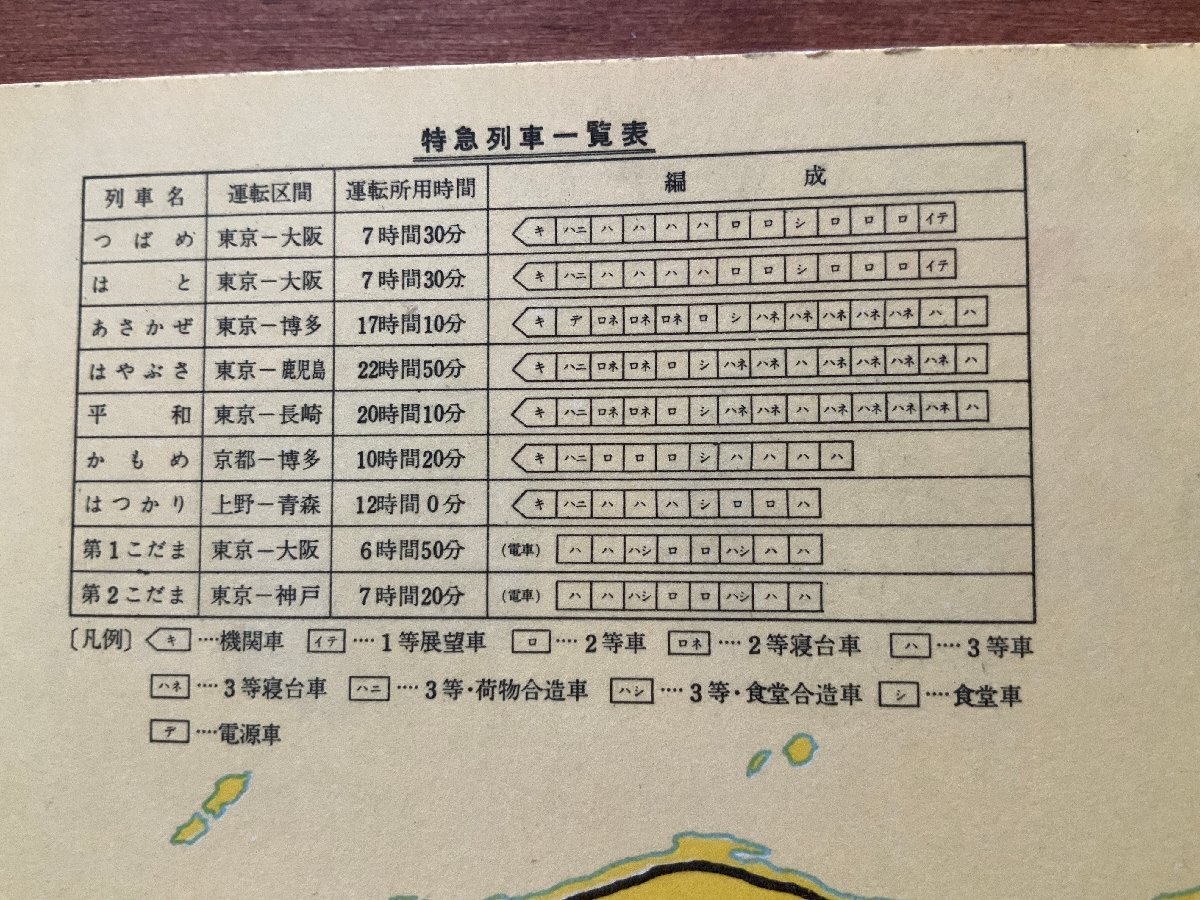 特急列車一覧表
列車名 運転区間 運転所用時間 編成
つばめ 東京－大阪 7時間30分 キ ハニ ハ ハ ハ ハ ロ ロ シ ロ ロ ロ イテ
はと 東京－大阪 7時間30分 キ ハニ ハ ハ ハ ハ ロ ロ シ ロ ロ ロ イテ
あさかぜ 東京－博多 17時間10分 キ デ ロネ ロネ ロネ ロ シ ハネ ハネ ハネ ハネ ハネ ハ ハ
はやぶさ 東京－鹿児島 22時間50分 キ ハニ ロネ ロネ ロ シ ハネ ハネ ハ ハネ ハネ ハネ ハネ ハ
平和 東京－長崎 20時間10分 キ ハニ ロネ ロネ ロ シ ハネ ハネ ハ ハネ ハネ ハネ ハネ ハ
かもめ 京都－博多 10時間20分 キ ハニ ロ ロ ロ シ ハ ハ ハ ハ
はつかり 上野－青森 12時間0分 キ ハニ ハ ハ ハ シ ロ ロ ハ
第1こだま 東京－大阪 6時間50分 (電車) ハ ハ ハシ ロ ロ ハシ ハ ハ
第2こだま 東京－神戸 7時間20分 (電車) ハ ハ ハシ ロ ロ ハシ ハ ハ
〔凡例〕 キ ‥‥機関車 イテ ‥‥1等展望車 ロ ‥‥2等車 ロネ ‥‥2等寝台車 ハ ‥‥3等車
ハネ ‥‥3等寝台車 ハニ ‥‥3等・荷物合造車 ハシ ‥‥3等・食堂合造車 シ ‥‥食堂車
デ ‥‥電源車